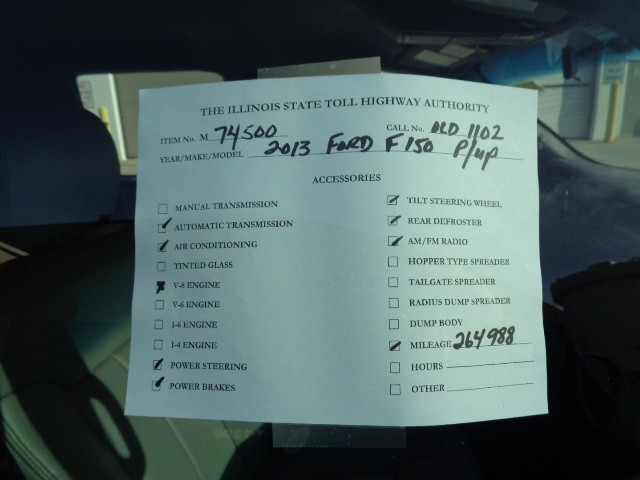 THE ILLINOIS STATE TOLL HIGHWAY AUTHORITY
ITEM No. M 74500 CALL No. OLD 1102
YEAR/MAKE/MODEL 2013 FORD F150 P/up
ACCESSORIES
MANUAL TRANSMISSION
AUTOMATIC TRANSMISSION
AIR CONDITIONING
TINTED GLASS
V-8 ENGINE
V-6 ENGINE
I-6 ENGINE
I-4 ENGINE
POWER STEERING
POWER BRAKES
TILT STEERING WHEEL
REAR DEFROSTER
AM/FM RADIO
HOPPER TYPE SPREADER
TAILGATE SPREADER
RADIUS DUMP SPREADER
DUMP BODY
MILEAGE 264988
HOURS
OTHER